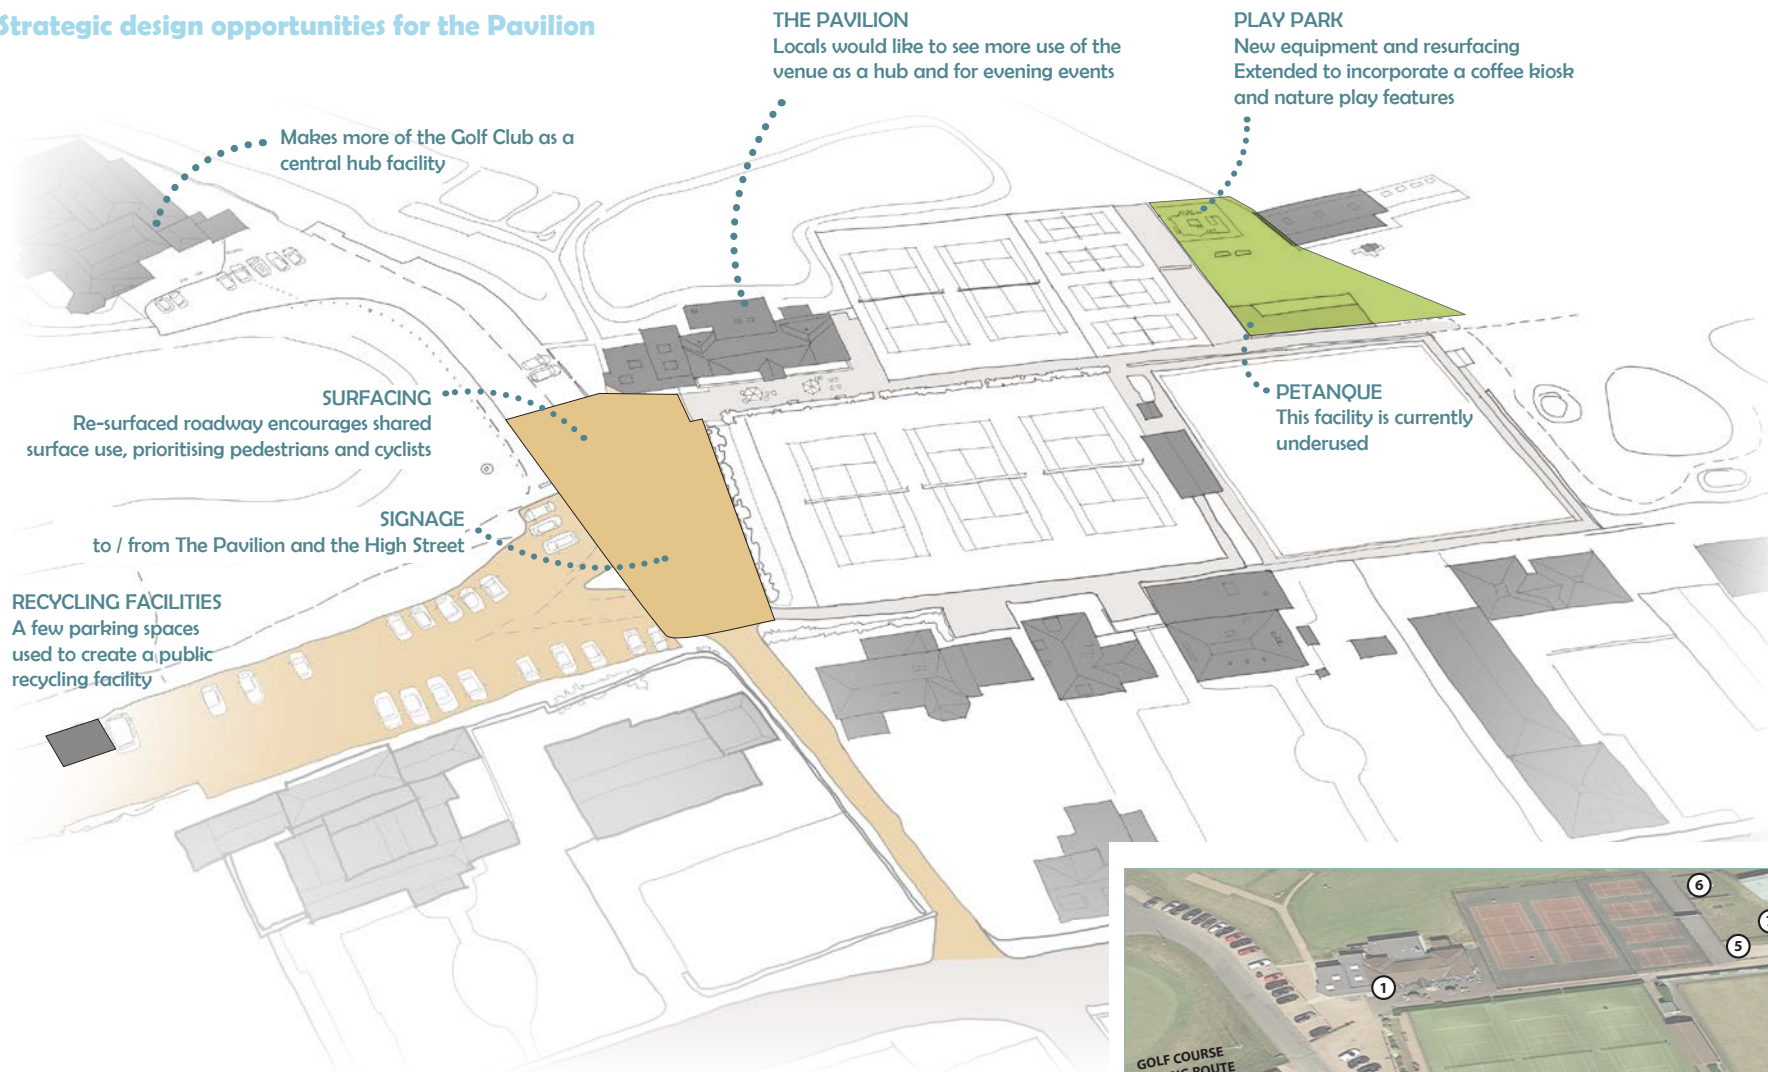 Strategic design opportunities for the Pavilion
THE PAVILION
Locals would like to see more use of the
venue as a hub and for evening events
PLAY PARK
New equipment and resurfacing
Extended to incorporate a coffee kiosk
and nature play features
Makes more of the Golf Club as a
central hub facility
SURFACING
Re-surfaced roadway encourages shared
surface use, prioritising pedestrians and cyclists
PETANQUE
This facility is currently
underused
SIGNAGE
to / from The Pavilion and the High Street
RECYCLING FACILITIES
A few parking spaces
used to create a public
recycling facility
6
5
1
GOLF COURSE
ROUTE